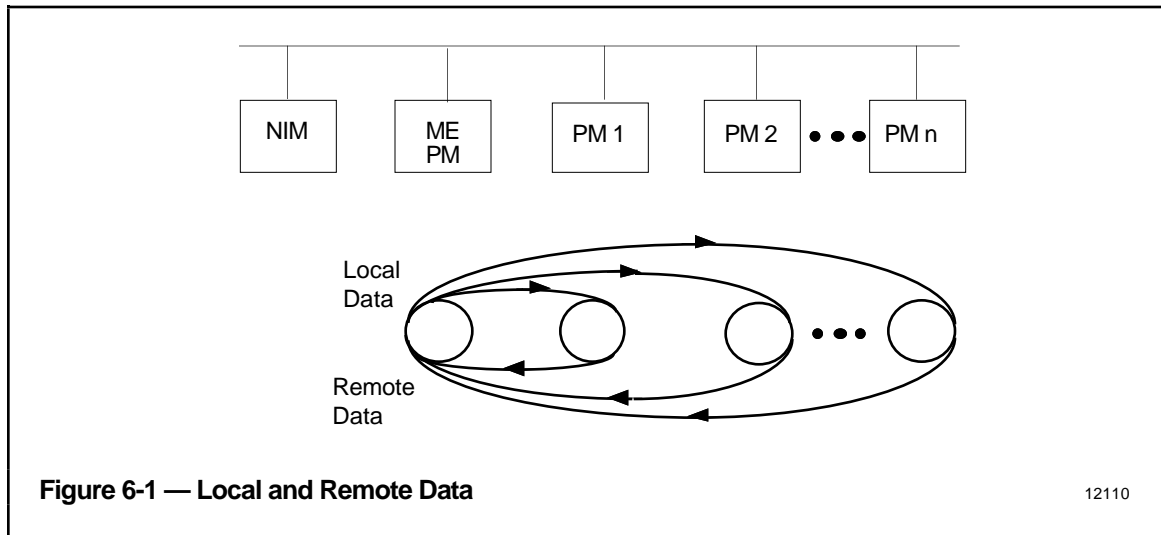 NIM
ME
PM
PM 1
PM 2
PM n
Local
Data
Remote
Data
Figure 6-1 — Local and Remote Data
12110